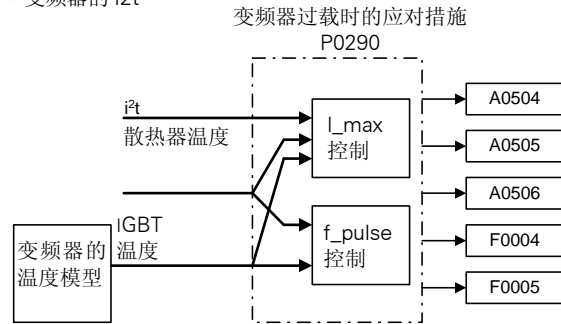 变频器的 i2t
变频器过载时的应对措施
P0290
i²t
散热器温度
I_max
控制
IGBT
温度
变频器的
温度模型
f_pulse
控制
A0504
A0505
A0506
F0004
F0005